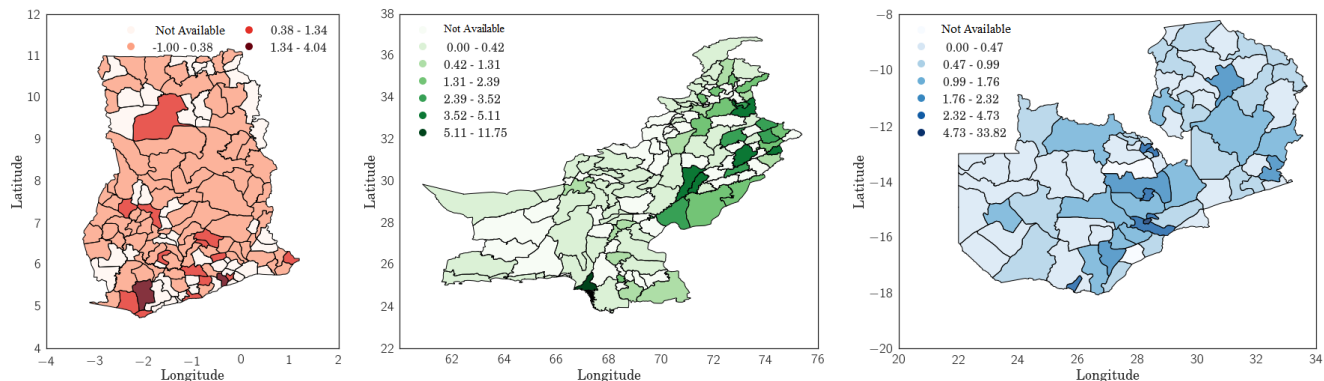 12
11
10
9
8
7
6
5
4
−4
−3
−2
−1
0
1
2
Latitude
Longitude
Not Available
-1.00 - 0.38
0.38 - 1.34
1.34 - 4.04
38
36
34
32
30
28
26
24
22
62
64
66
68
70
72
74
76
Latitude
Longitude
Not Available
0.00 - 0.42
0.42 - 1.31
1.31 - 2.39
2.39 - 3.52
3.52 - 5.11
5.11 - 11.75
−8
−10
−12
−14
−16
−18
−20
20
22
24
26
28
30
32
34
Latitude
Longitude
Not Available
0.00 - 0.47
0.47 - 0.99
0.99 - 1.76
1.76 - 2.32
2.32 - 4.73
4.73 - 33.82